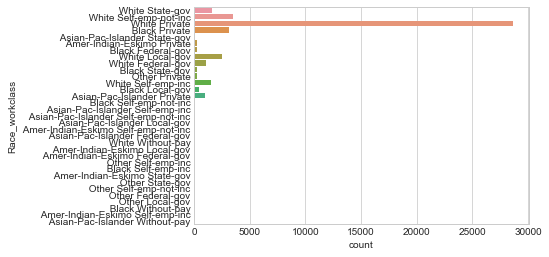 White State-gov
White Self-emp-not-inc
White Private
Black Private
Asian-Pac-Islander State-gov
Amer-Indian-Eskimo Private
Black Federal-gov
White Local-gov
White Federal-gov
Black State-gov
Other Private
White Self-emp-inc
Black Local-gov
Asian-Pac-Islander Private
Black Self-emp-not-inc
Asian-Pac-Islander Self-emp-inc
Asian-Pac-Islander Self-emp-not-inc
Asian-Pac-Islander Local-gov
Amer-Indian-Eskimo Self-emp-not-inc
Asian-Pac-Islander Federal-gov
White Without-pay
Amer-Indian-Eskimo Local-gov
Amer-Indian-Eskimo Federal-gov
Other Self-emp-inc
Black Self-emp-inc
Amer-Indian-Eskimo State-gov
Other State-gov
Other Self-emp-not-inc
Other Federal-gov
Other Local-gov
Black Without-pay
Amer-Indian-Eskimo Self-emp-inc
Asian-Pac-Islander Without-pay
Race_workclass
0 5000 10000 15000 20000 25000 30000
count